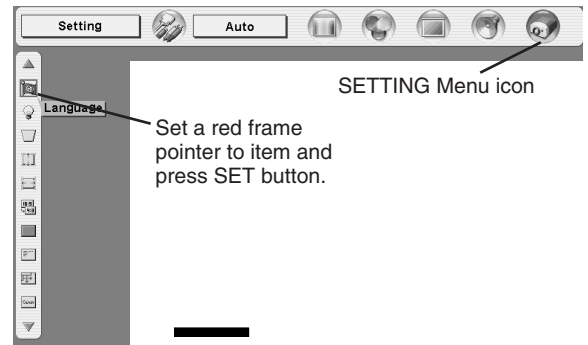 Setting
Auto
SETTING Menu icon
Language
Set a red frame
pointer to item and
press SET button.